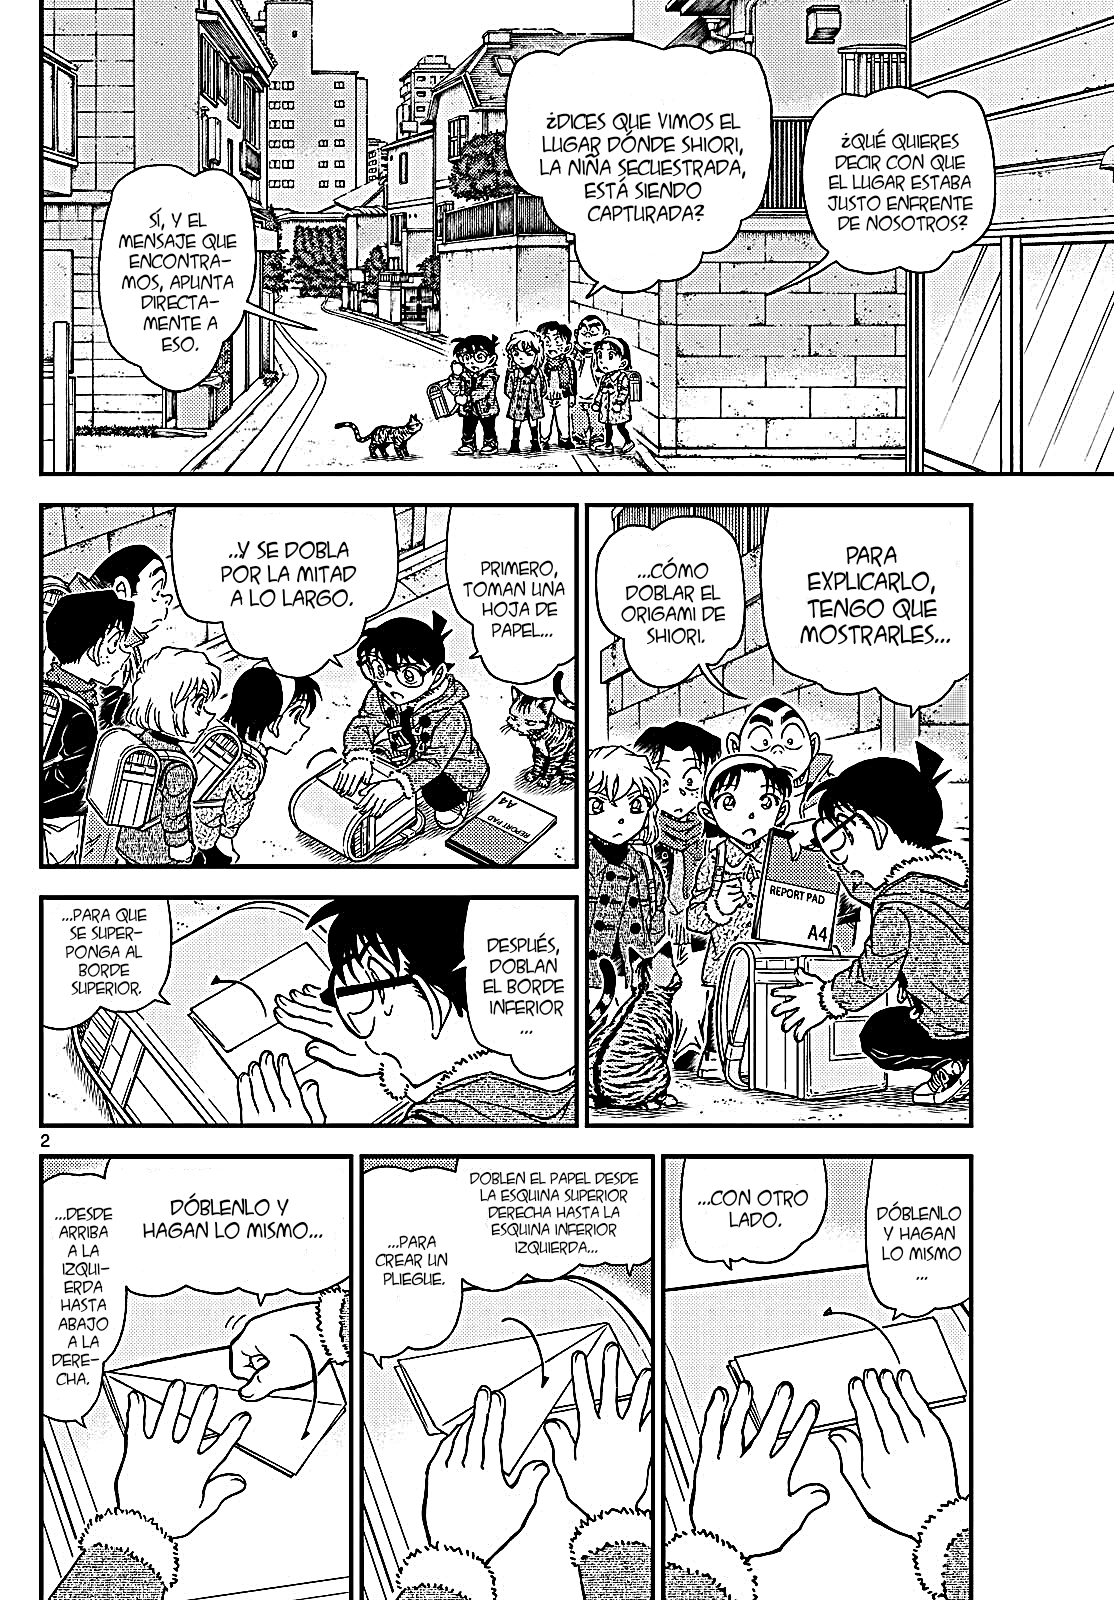 ¿QUÉ QUIERES
DECIR CON QUE
EL LUGAR ESTABA
JUSTO ENFRENTE
DE NOSOTROS?
¿DICES QUE VIMOS EL
LUGAR DÓNDE SHIORI,
LA NIÑA SECUESTRADA,
ESTÁ SIENDO
CAPTURADA?
SÍ, Y EL
MENSAJE QUE
ENCONTRA-
MOS, APUNTA
DIRECTA-
MENTE A
ESO.
PARA
EXPLICARLO,
TENGO QUE
MOSTRARLES...
...CÓMO
DOBLAR EL
ORIGAMI DE
SHIORI.
REPORT PAD
A4
PRIMERO,
TOMAN UNA
HOJA DE
PAPEL...
...Y SE DOBLA
POR LA MITAD
A LO LARGO.
A4
REPORT PAD
DESPUÉS,
DOBLAN
EL BORDE
INFERIOR
...
...PARA QUE
SE SUPER-
PONGA AL
BORDE
SUPERIOR.
2
DÓBLENLO
Y HAGAN
LO MISMO
...
...CON OTRO
LADO.
DOBLEN EL PAPEL DESDE
LA ESQUINA SUPERIOR
DERECHA HASTA LA
ESQUINA INFERIOR
IZQUIERDA...
...PARA
CREAR UN
PLIEGUE.
DÓBLENLO Y
HAGAN LO MISMO...
...DESDE
ARRIBA
A LA
IZQUI-
ERDA
HASTA
ABAJO
A LA
DERE-
CHA.